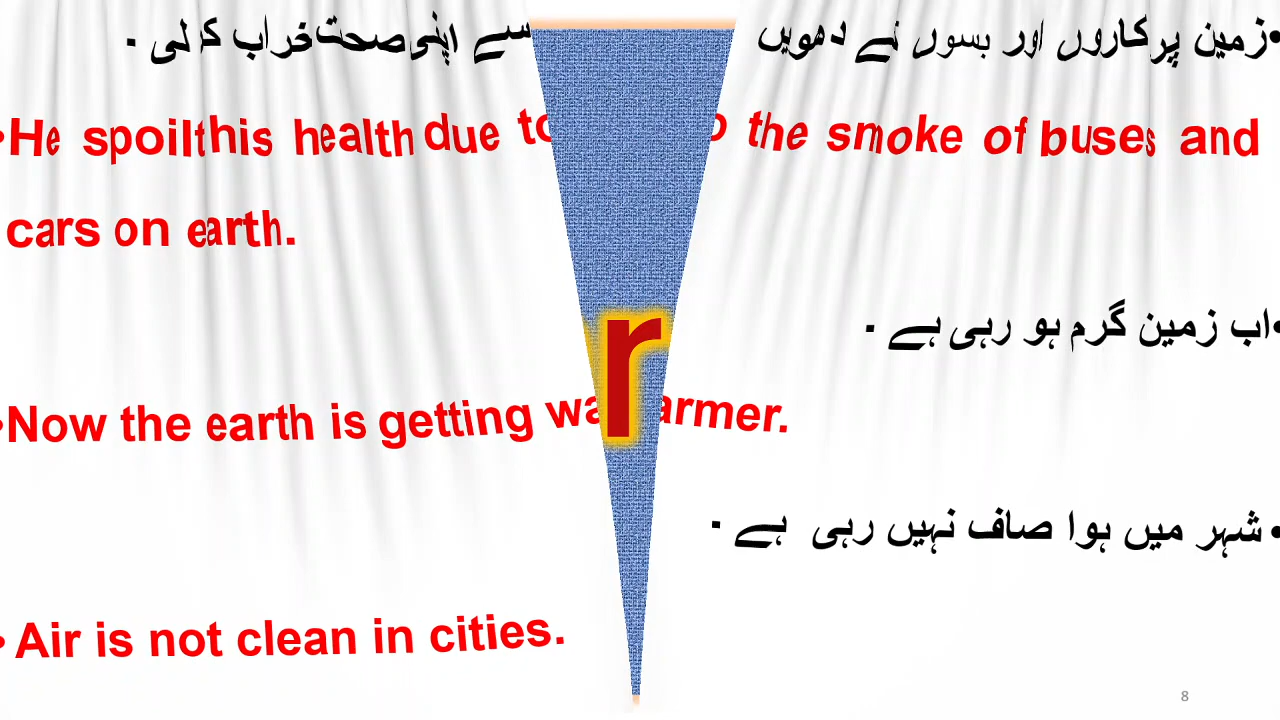 •زمین پر کاروں اور بسوں نے دھویں سے اپنی صحت خراب کر لی ۔
•He spoilthis health due to the smoke of buses and
cars on earth.
•اب زمین گرم ہو رہی ہے ۔
•Now the earth is getting warmer.
•شہر میں ہوا صاف نہیں رہی ہے ۔
•Air is not clean in cities.
r
8